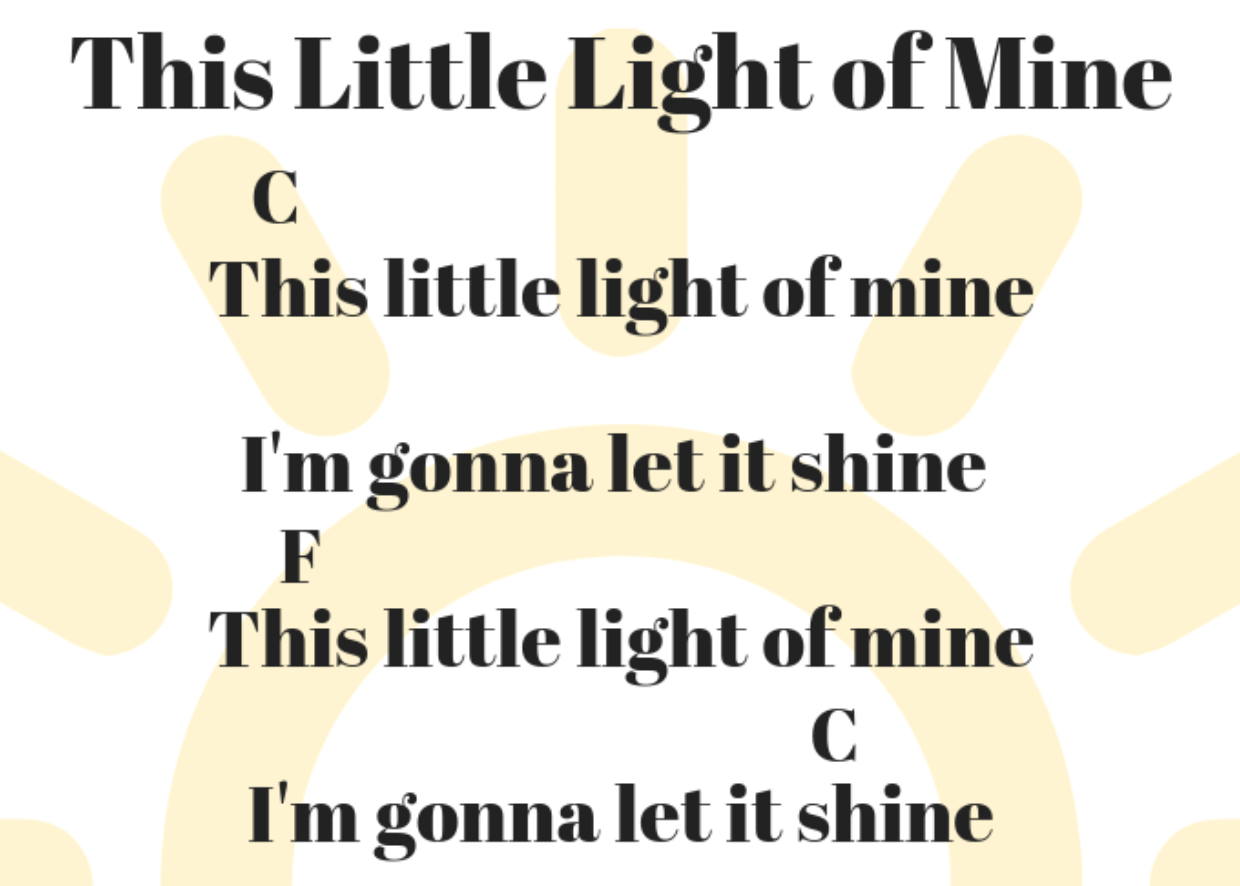 This Little Light of Mine
C
This little light of mine
I'm gonna let it shine
F
This little light of mine
C
I'm gonna let it shine